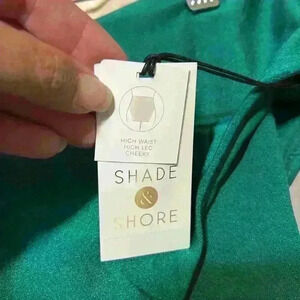 HIGH WAIST
HIGH LEG
CHEEKY
SHADE
&
SHORE